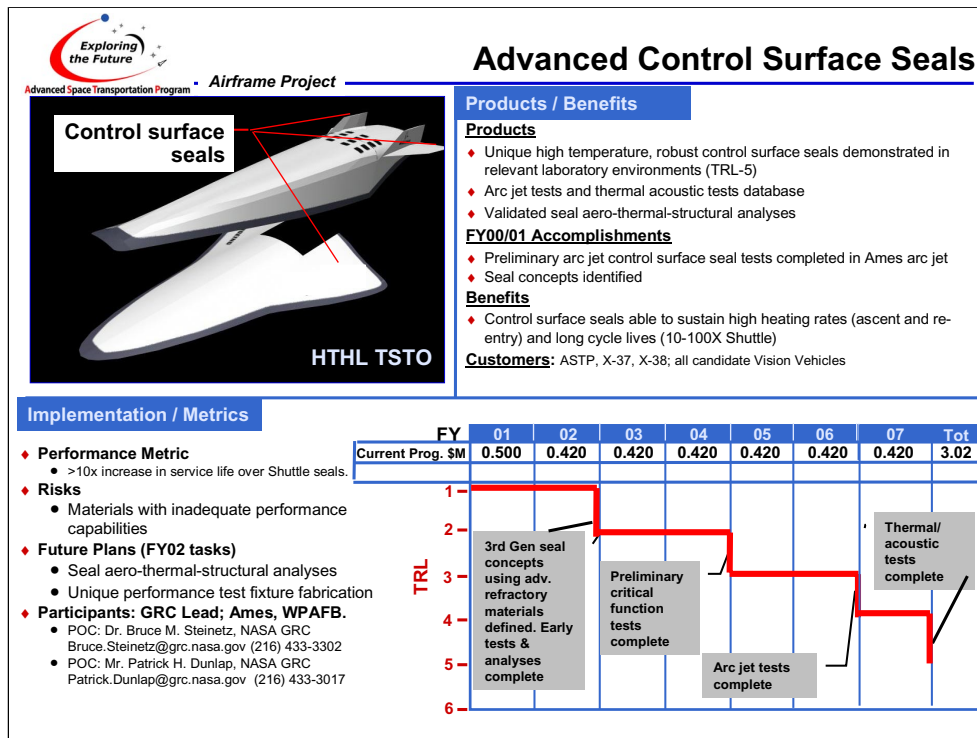 Exploring
the Future
Advanced Space Transportation Program
Airframe Project
Advanced Control Surface Seals
Control surface
seals
HTHL TSTO
Products / Benefits
Products
♦ Unique high temperature, robust control surface seals demonstrated in
relevant laboratory environments (TRL-5)
♦ Arc jet tests and thermal acoustic tests database
♦ Validated seal aero-thermal-structural analyses
FY00/01 Accomplishments
♦ Preliminary arc jet control surface seal tests completed in Ames arc jet
♦ Seal concepts identified
Benefits
♦ Control surface seals able to sustain high heating rates (ascent and re-
entry) and long cycle lives (10-100X Shuttle)
Customers: ASTP, X-37, X-38; all candidate Vision Vehicles
Implementation / Metrics
♦ Performance Metric
• >10x increase in service life over Shuttle seals.
♦ Risks
• Materials with inadequate performance
capabilities
♦ Future Plans (FY02 tasks)
• Seal aero-thermal-structural analyses
• Unique performance test fixture fabrication
♦ Participants: GRC Lead; Ames, WPAFB.
• POC: Dr. Bruce M. Steinetz, NASA GRC
Bruce.Steinetz@grc.nasa.gov (216) 433-3302
• POC: Mr. Patrick H. Dunlap, NASA GRC
Patrick.Dunlap@grc.nasa.gov (216) 433-3017
FY 01 02 03 04 05 06 07 Tot
Current Prog. $M 0.500 0.420 0.420 0.420 0.420 0.420 0.420 3.02
TRL
1
2
3
4
5
6
3rd Gen seal
concepts
using adv.
refractory
materials
defined. Early
tests &
analyses
complete
Preliminary
critical
function
tests
complete
Arc jet tests
complete
Thermal/
acoustic
tests
complete